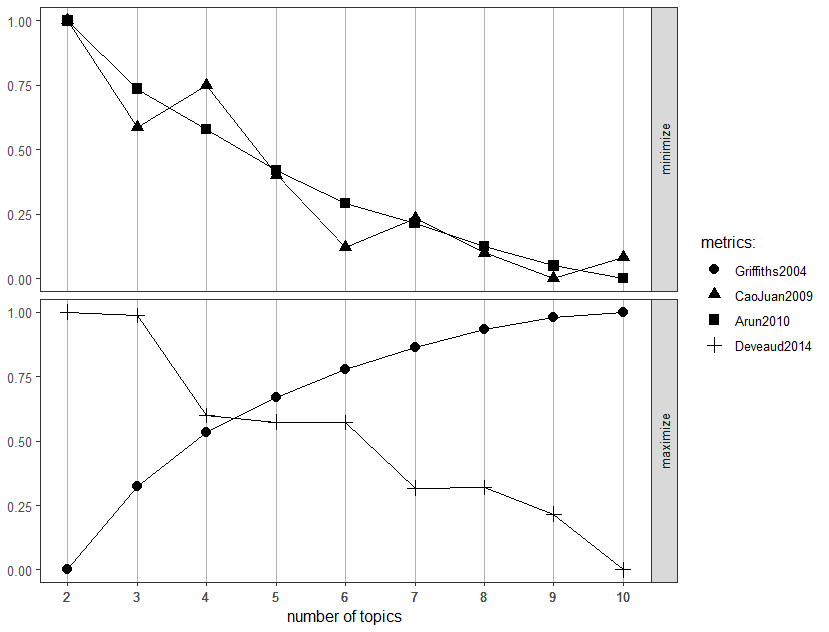 1.00
0.75
0.50
0.25
0.00
minimize
1.00
0.75
0.50
0.25
0.00
maximize
2 3 4 5 6 7 8 9 10
number of topics
metrics:
Griffiths2004
CaoJuan2009
Arun2010
Deveaud2014